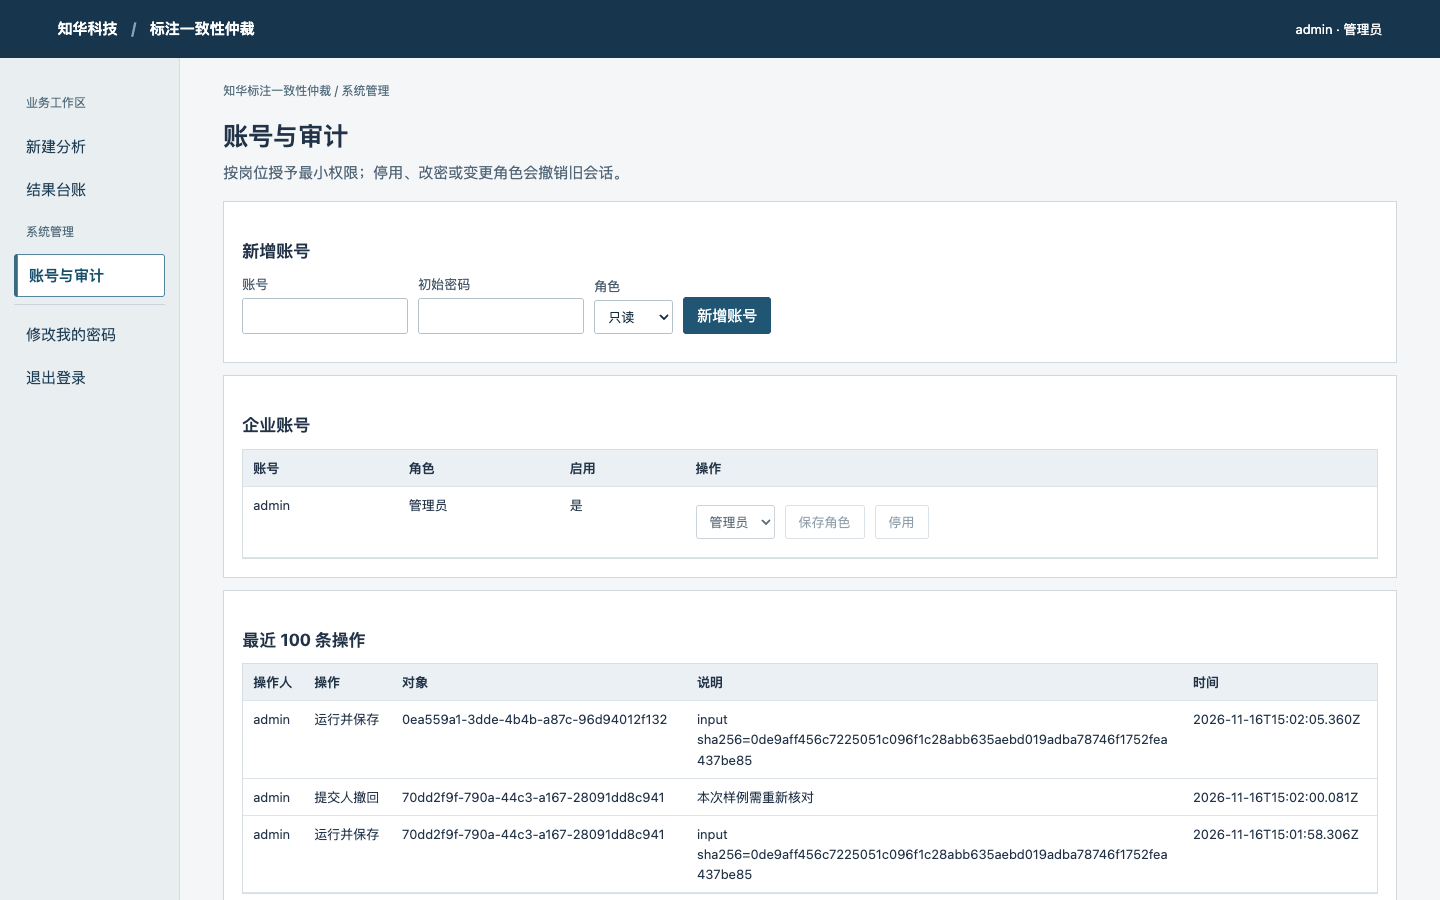 知华科技 / 标注一致性仲裁
admin · 管理员
业务工作区
新建分析
结果台账
系统管理
账号与审计
修改我的密码
退出登录
知华标注一致性仲裁 / 系统管理
账号与审计
按岗位授予最小权限；停用、改密或变更角色会撤销旧会话。
新增账号
账号 初始密码 角色
只读 新增账号
企业账号
账号 角色 启用 操作
admin 管理员 是 管理员 保存角色 停用
最近 100 条操作
操作人 操作 对象 说明 时间
admin 运行并保存 0ea559a1-3dde-4b4b-a87c-96d94012f132 input 2026-11-16T15:02:05.360Z
sha256=0de9aff456c7225051c096f1c28abb635aebd019adba78746f1752fea
437be85
admin 提交人撤回 70dd2f9f-790a-44c3-a167-28091dd8c941 本次样例需重新核对 2026-11-16T15:02:00.081Z
admin 运行并保存 70dd2f9f-790a-44c3-a167-28091dd8c941 input 2026-11-16T15:01:58.306Z
sha256=0de9aff456c7225051c096f1c28abb635aebd019adba78746f1752fea
437be85